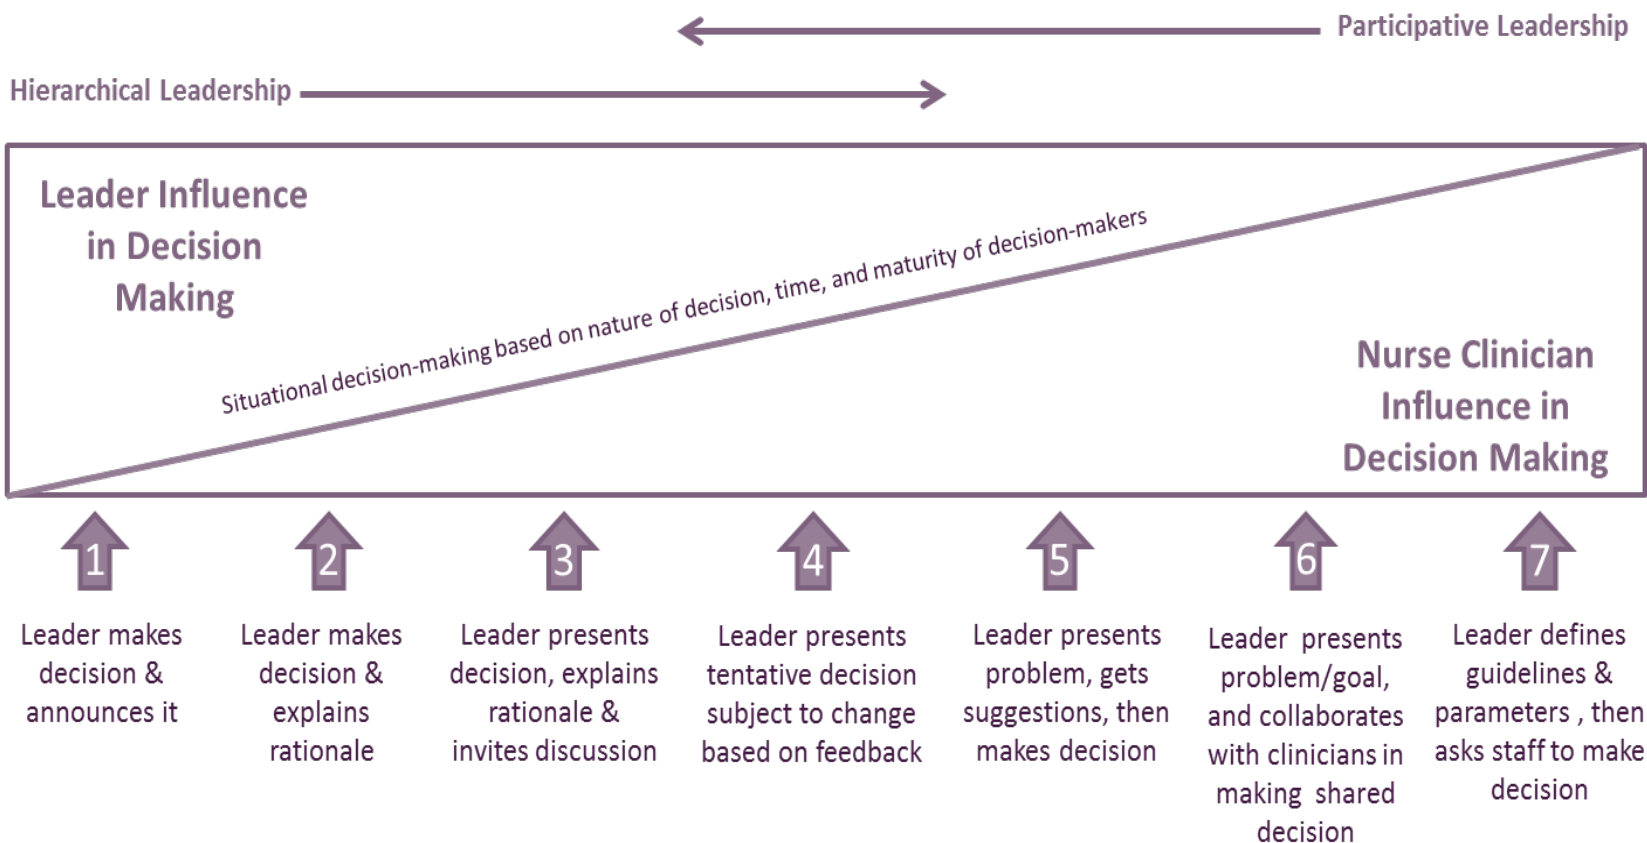 Participative Leadership
Hierarchical Leadership
Leader Influence
in Decision
Making
Situational decision-making based on nature of decision, time, and maturity of decision-makers
Nurse Clinician
Influence in
Decision Making
1
Leader makes
decision &
announces it
2
Leader makes
decision &
explains
rationale
3
Leader presents
decision, explains
rationale &
invites discussion
4
Leader presents
tentative decision
subject to change
based on feedback
5
Leader presents
problem, gets
suggestions, then
makes decision
6
Leader presents
problem/goal,
and collaborates
with clinicians in
making shared
decision
7
Leader defines
guidelines &
parameters , then
asks staff to make
decision